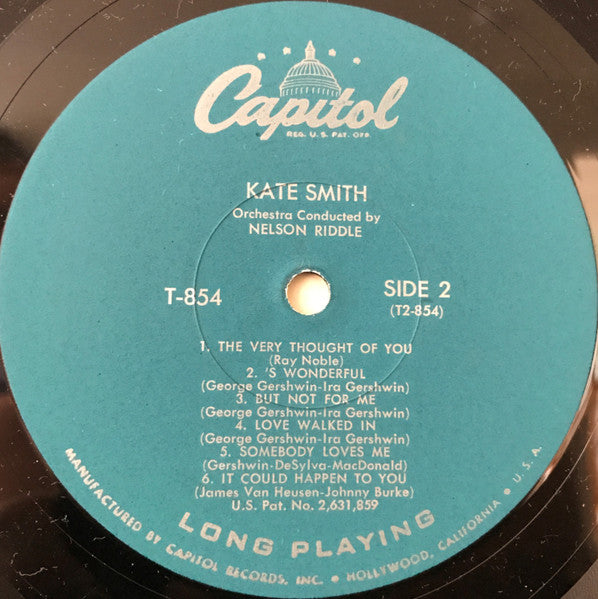 Capitol
REG. U.S. PAT. OFF.
KATE SMITH
Orchestra Conducted by
NELSON RIDDLE
T-854
SIDE 2
(T2-854)
1. THE VERY THOUGHT OF YOU
(Ray Noble)
2. 'S WONDERFUL
(George Gershwin-Ira Gershwin)
3. BUT NOT FOR ME
(George Gershwin-Ira Gershwin)
4. LOVE WALKED IN
(George Gershwin-Ira Gershwin)
5. SOMEBODY LOVES ME
(Gershwin-DeSylva-MacDonald)
6. IT COULD HAPPEN TO YOU
(James Van Heusen-Johnny Burke)
U.S. Pat. No. 2,631,859
LONG PLAYING
MANUFACTURED BY CAPITOL RECORDS, INC. • HOLLYWOOD, CALIFORNIA • U.S.A.